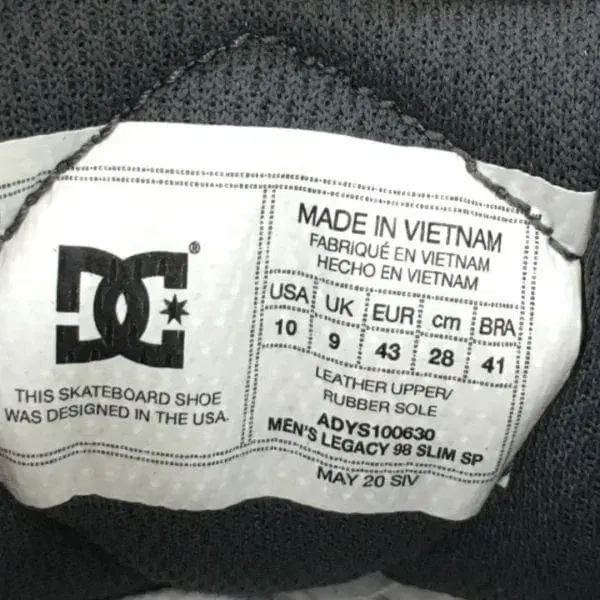 DC®
THIS SKATEBOARD SHOE
WAS DESIGNED IN THE USA.
MADE IN VIETNAM
FABRIQUÉ EN VIETNAM
HECHO EN VIETNAM
USA UK EUR cm BRA
10 9 43 28 41
LEATHER UPPER/
RUBBER SOLE
ADYS100630
MEN'S LEGACY 98 SLIM SP
MAY 20 SIV